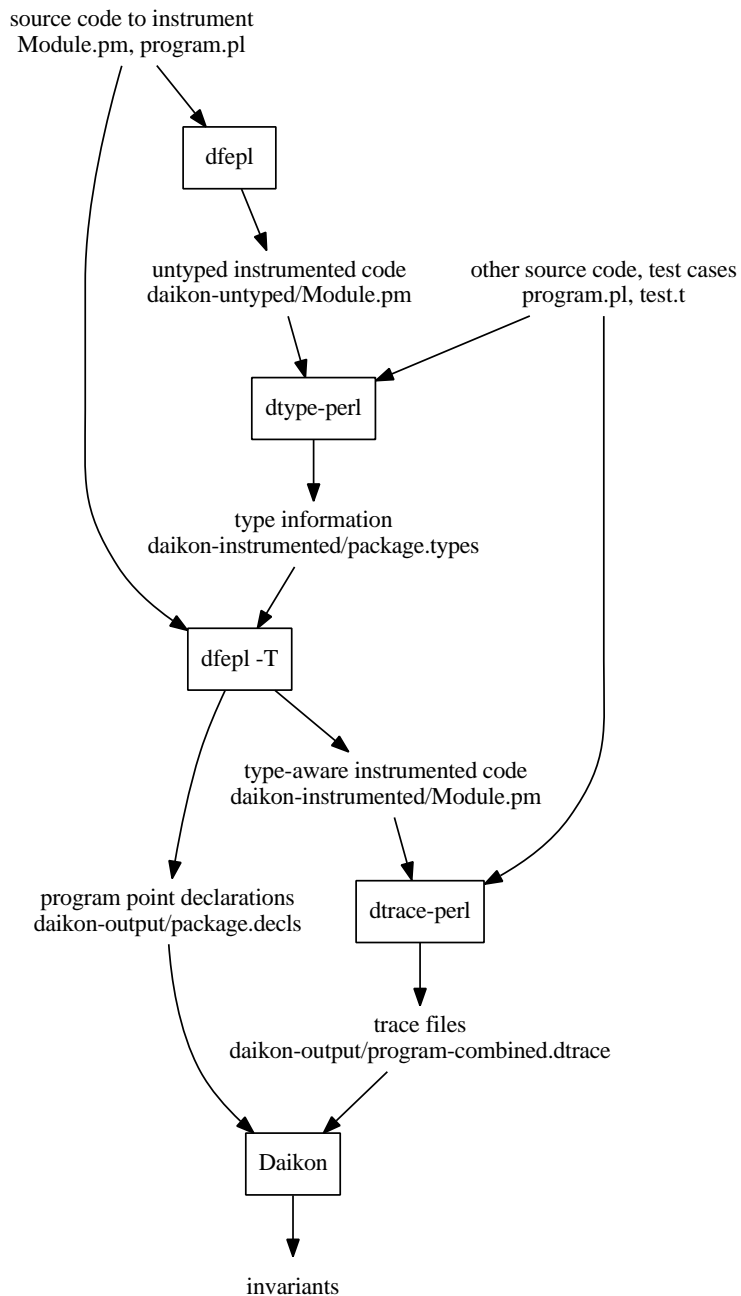 source code to instrument
Module.pm, program.pl
dfepl
untyped instrumented code
daikon-untyped/Module.pm
other source code, test cases
program.pl, test.t
dtype-perl
type information
daikon-instrumented/package.types
dfepl -T
type-aware instrumented code
daikon-instrumented/Module.pm
program point declarations
daikon-output/package.decls
dtrace-perl
trace files
daikon-output/program-combined.dtrace
Daikon
invariants